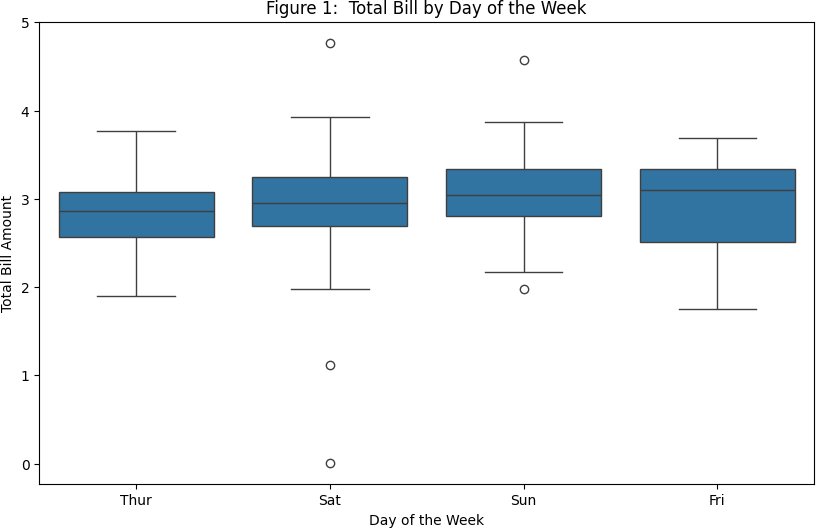 Figure 1:  Total Bill by Day of the Week
5
4
3
2
1
0
Total Bill Amount
Thur
Sat
Sun
Fri
Day of the Week